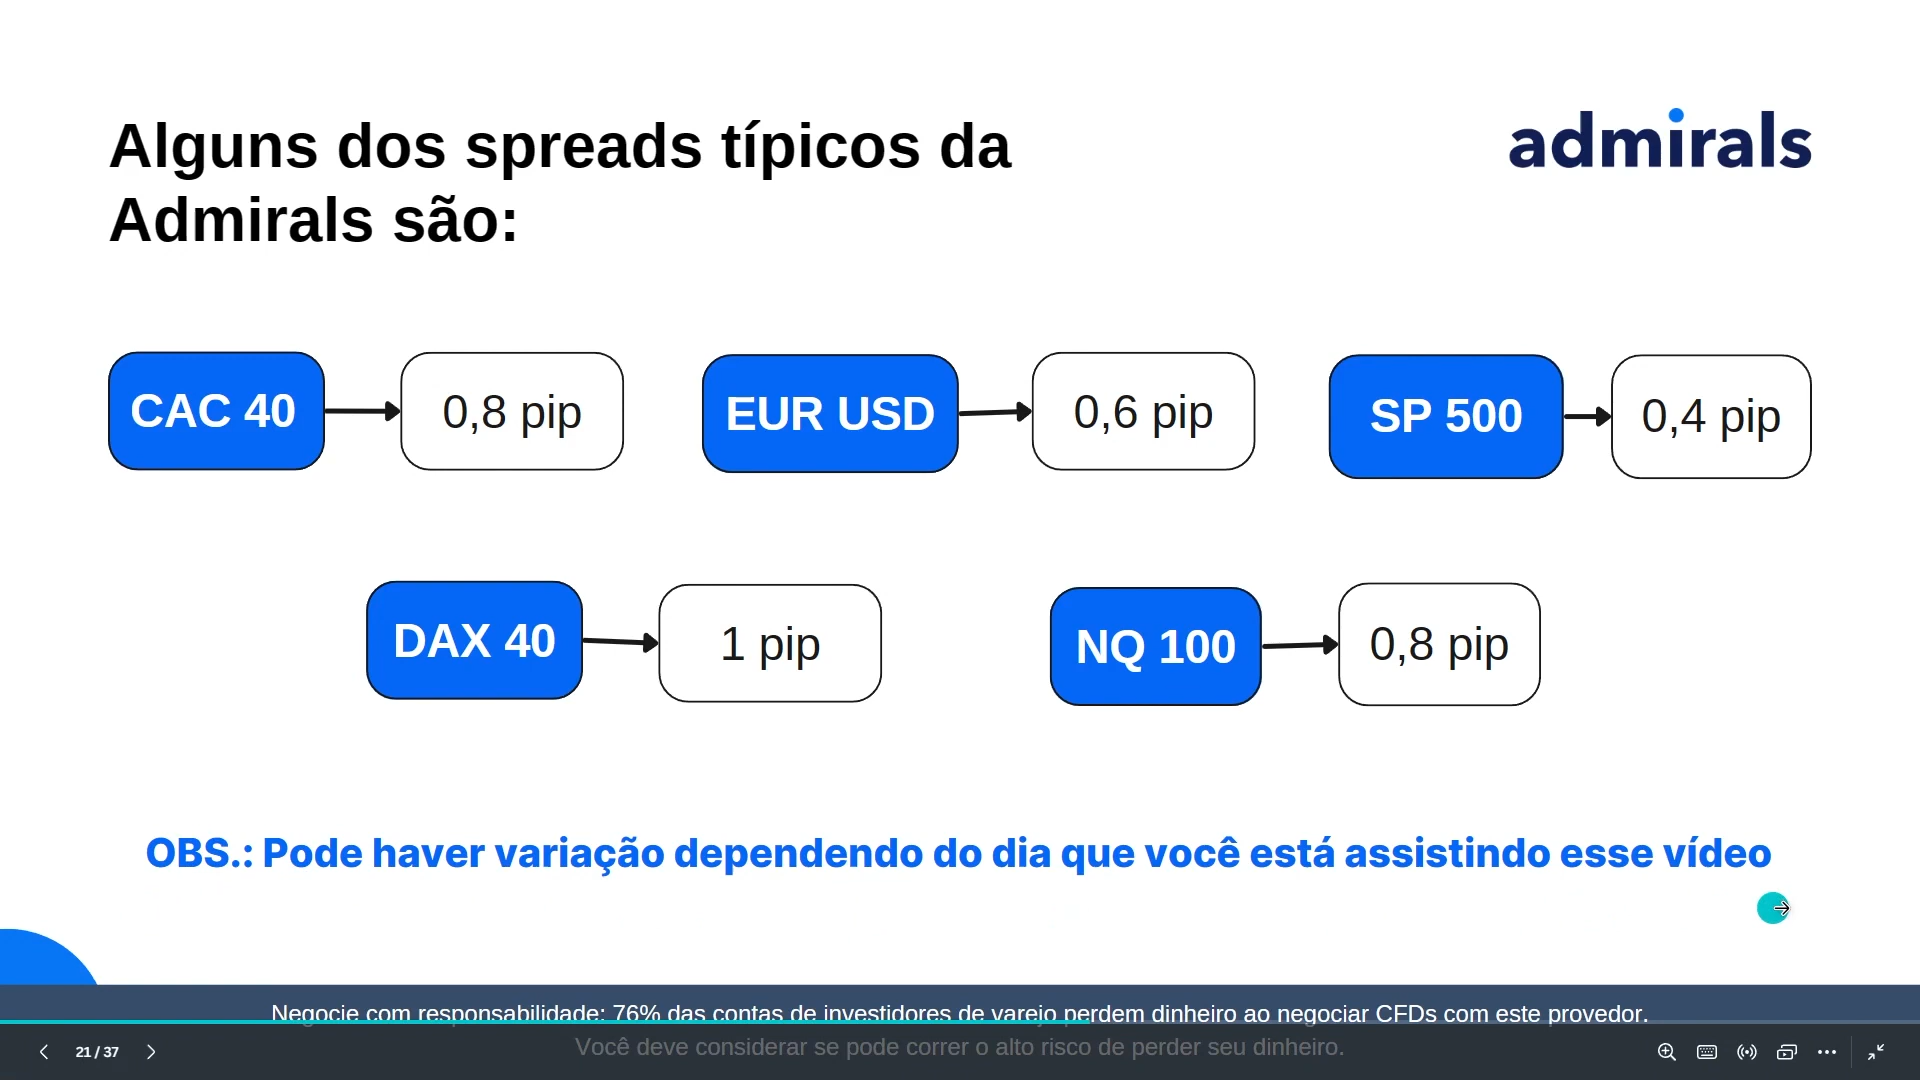 Alguns dos spreads típicos da
Admirals são:
admirals
CAC 40
0,8 pip
EUR USD
0,6 pip
SP 500
0,4 pip
DAX 40
1 pip
NQ 100
0,8 pip
OBS.: Pode haver variação dependendo do dia que você está assistindo esse vídeo
Negocie com responsabilidade: 76% das contas de investidores de varejo perdem dinheiro ao negociar CFDs com este provedor.
Você deve considerar se pode correr o alto risco de perder seu dinheiro.
21 / 37